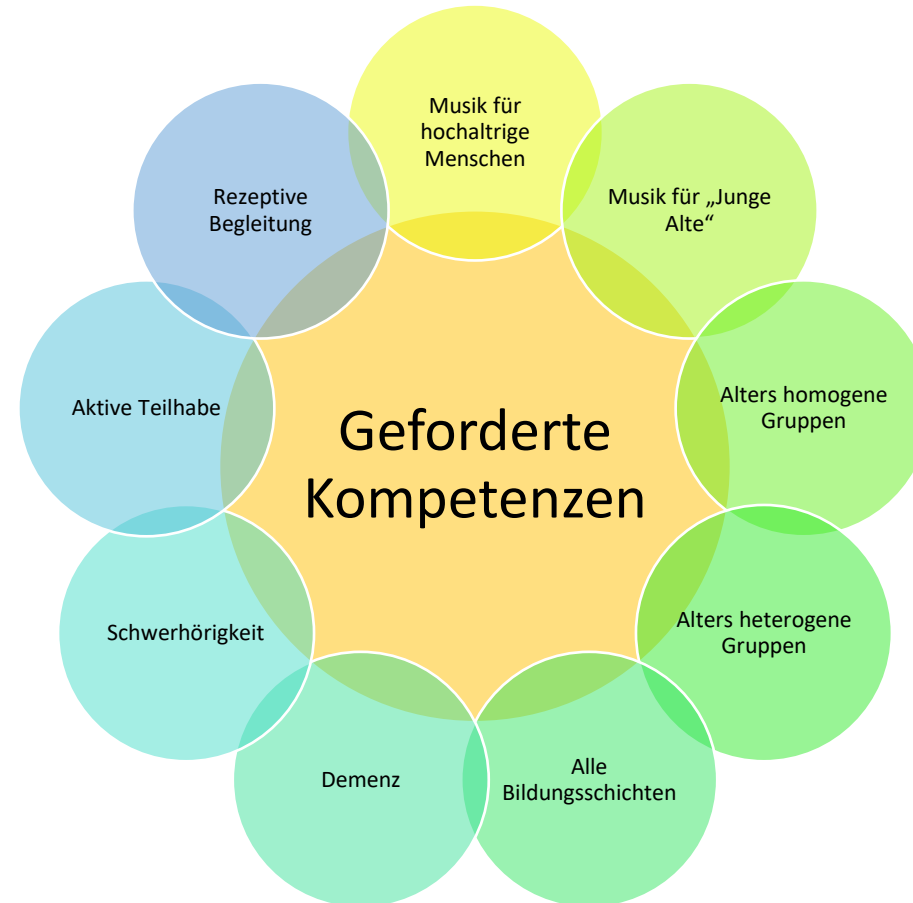 Musik für
hochaltrige
Menschen
Musik für „Junge
Alte“
Alters homogene
Gruppen
Alters heterogene
Gruppen
Alle
Bildungsschichten
Demenz
Schwerhörigkeit
Aktive Teilhabe
Rezeptive
Begleitung
Geforderte
Kompetenzen